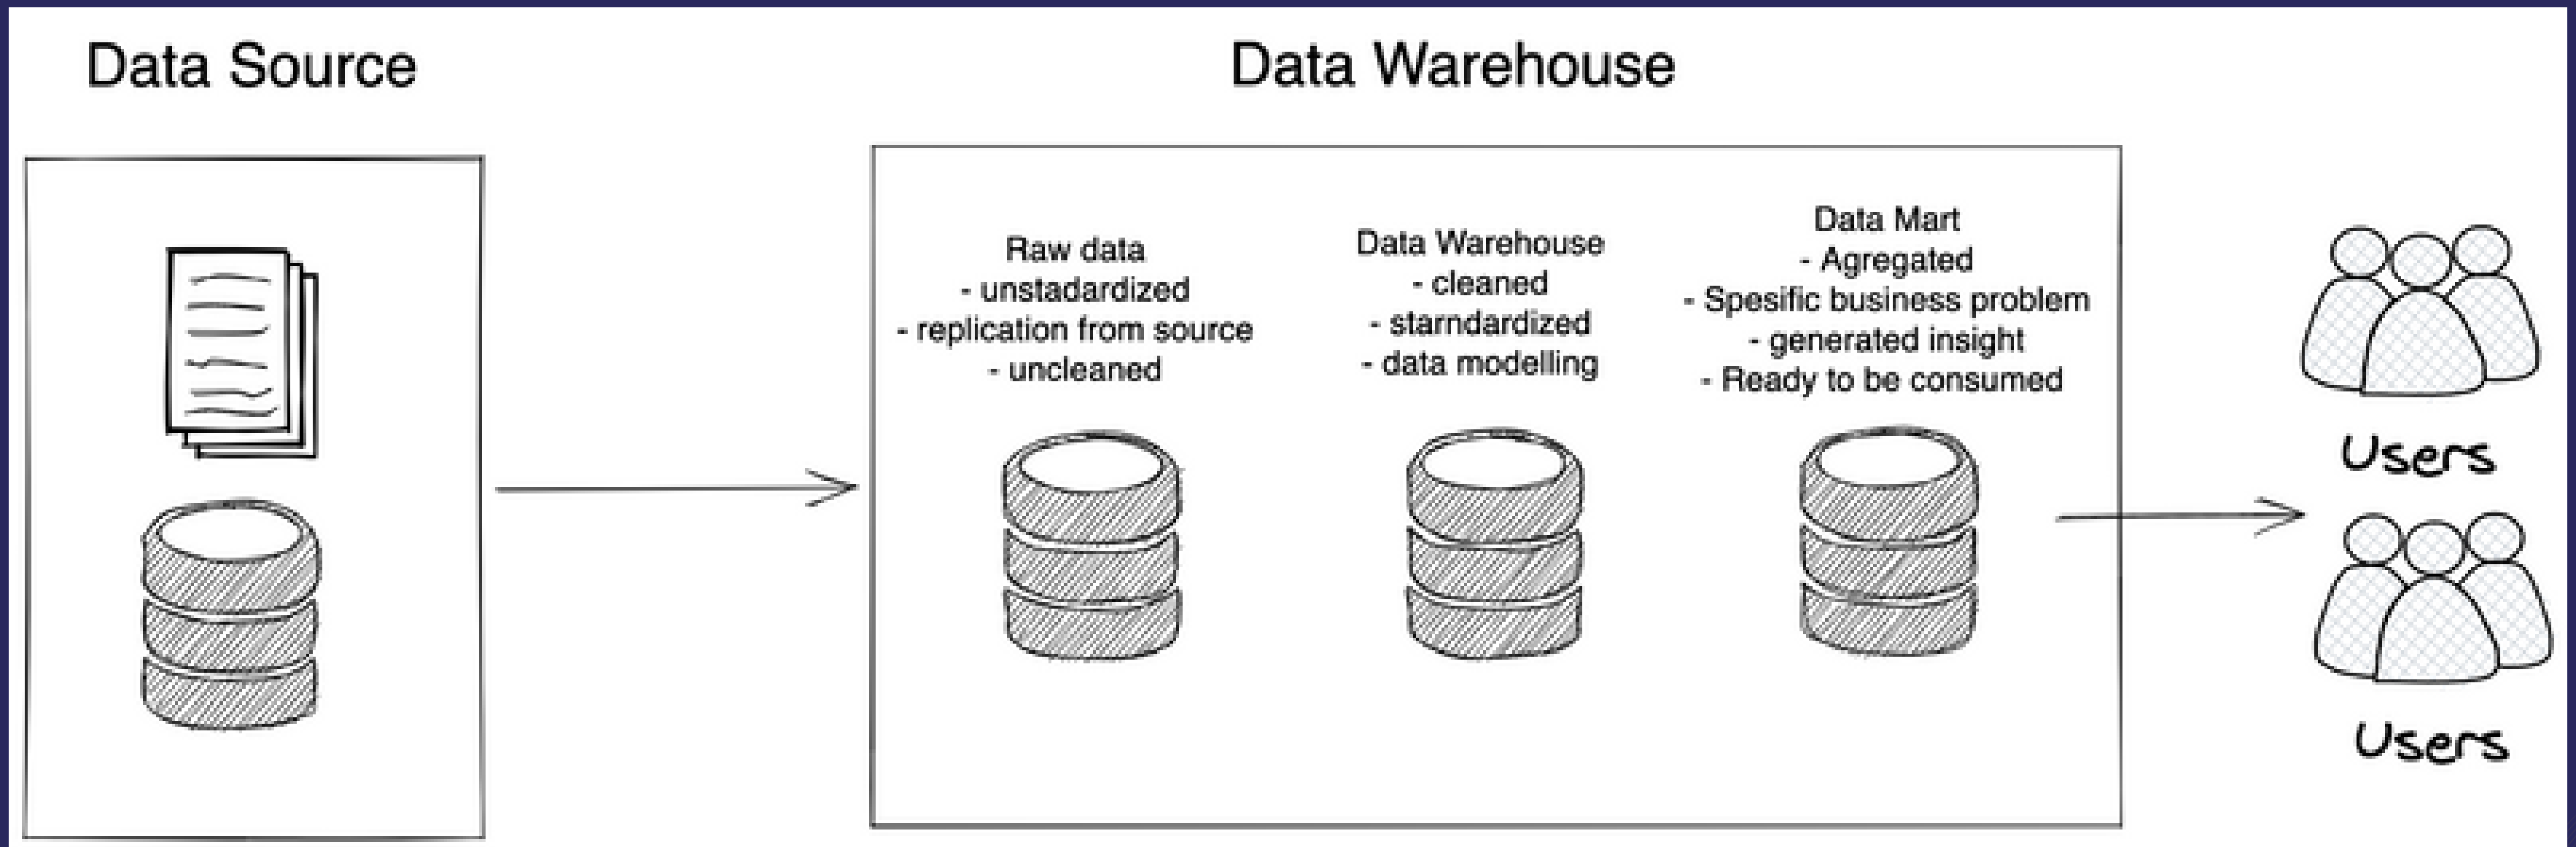 Data Source
Data Warehouse
Raw data
- unstadardized
- replication from source
- uncleaned
Data Warehouse
- cleaned
- starndardized
- data modelling
Data Mart
- Agregated
- Spesific business problem
- generated insight
- Ready to be consumed
Users
Users